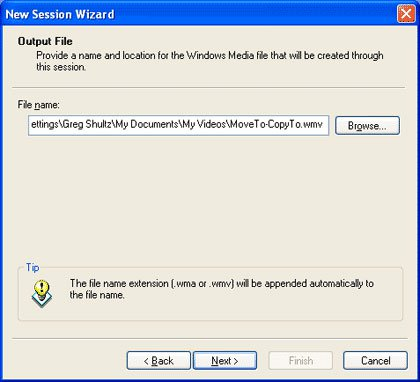 New Session Wizard
Output File
Provide a name and location for the Windows Media file that will be created through
this session.
File name:
ettings\Greg Shultz\My Documents\My Videos\MoveTo-CopyTo.wmv
Browse...
Tip
The file name extension (.wma or .wmv) will be appended automatically to
the file name.
< Back
Next >
Finish
Cancel